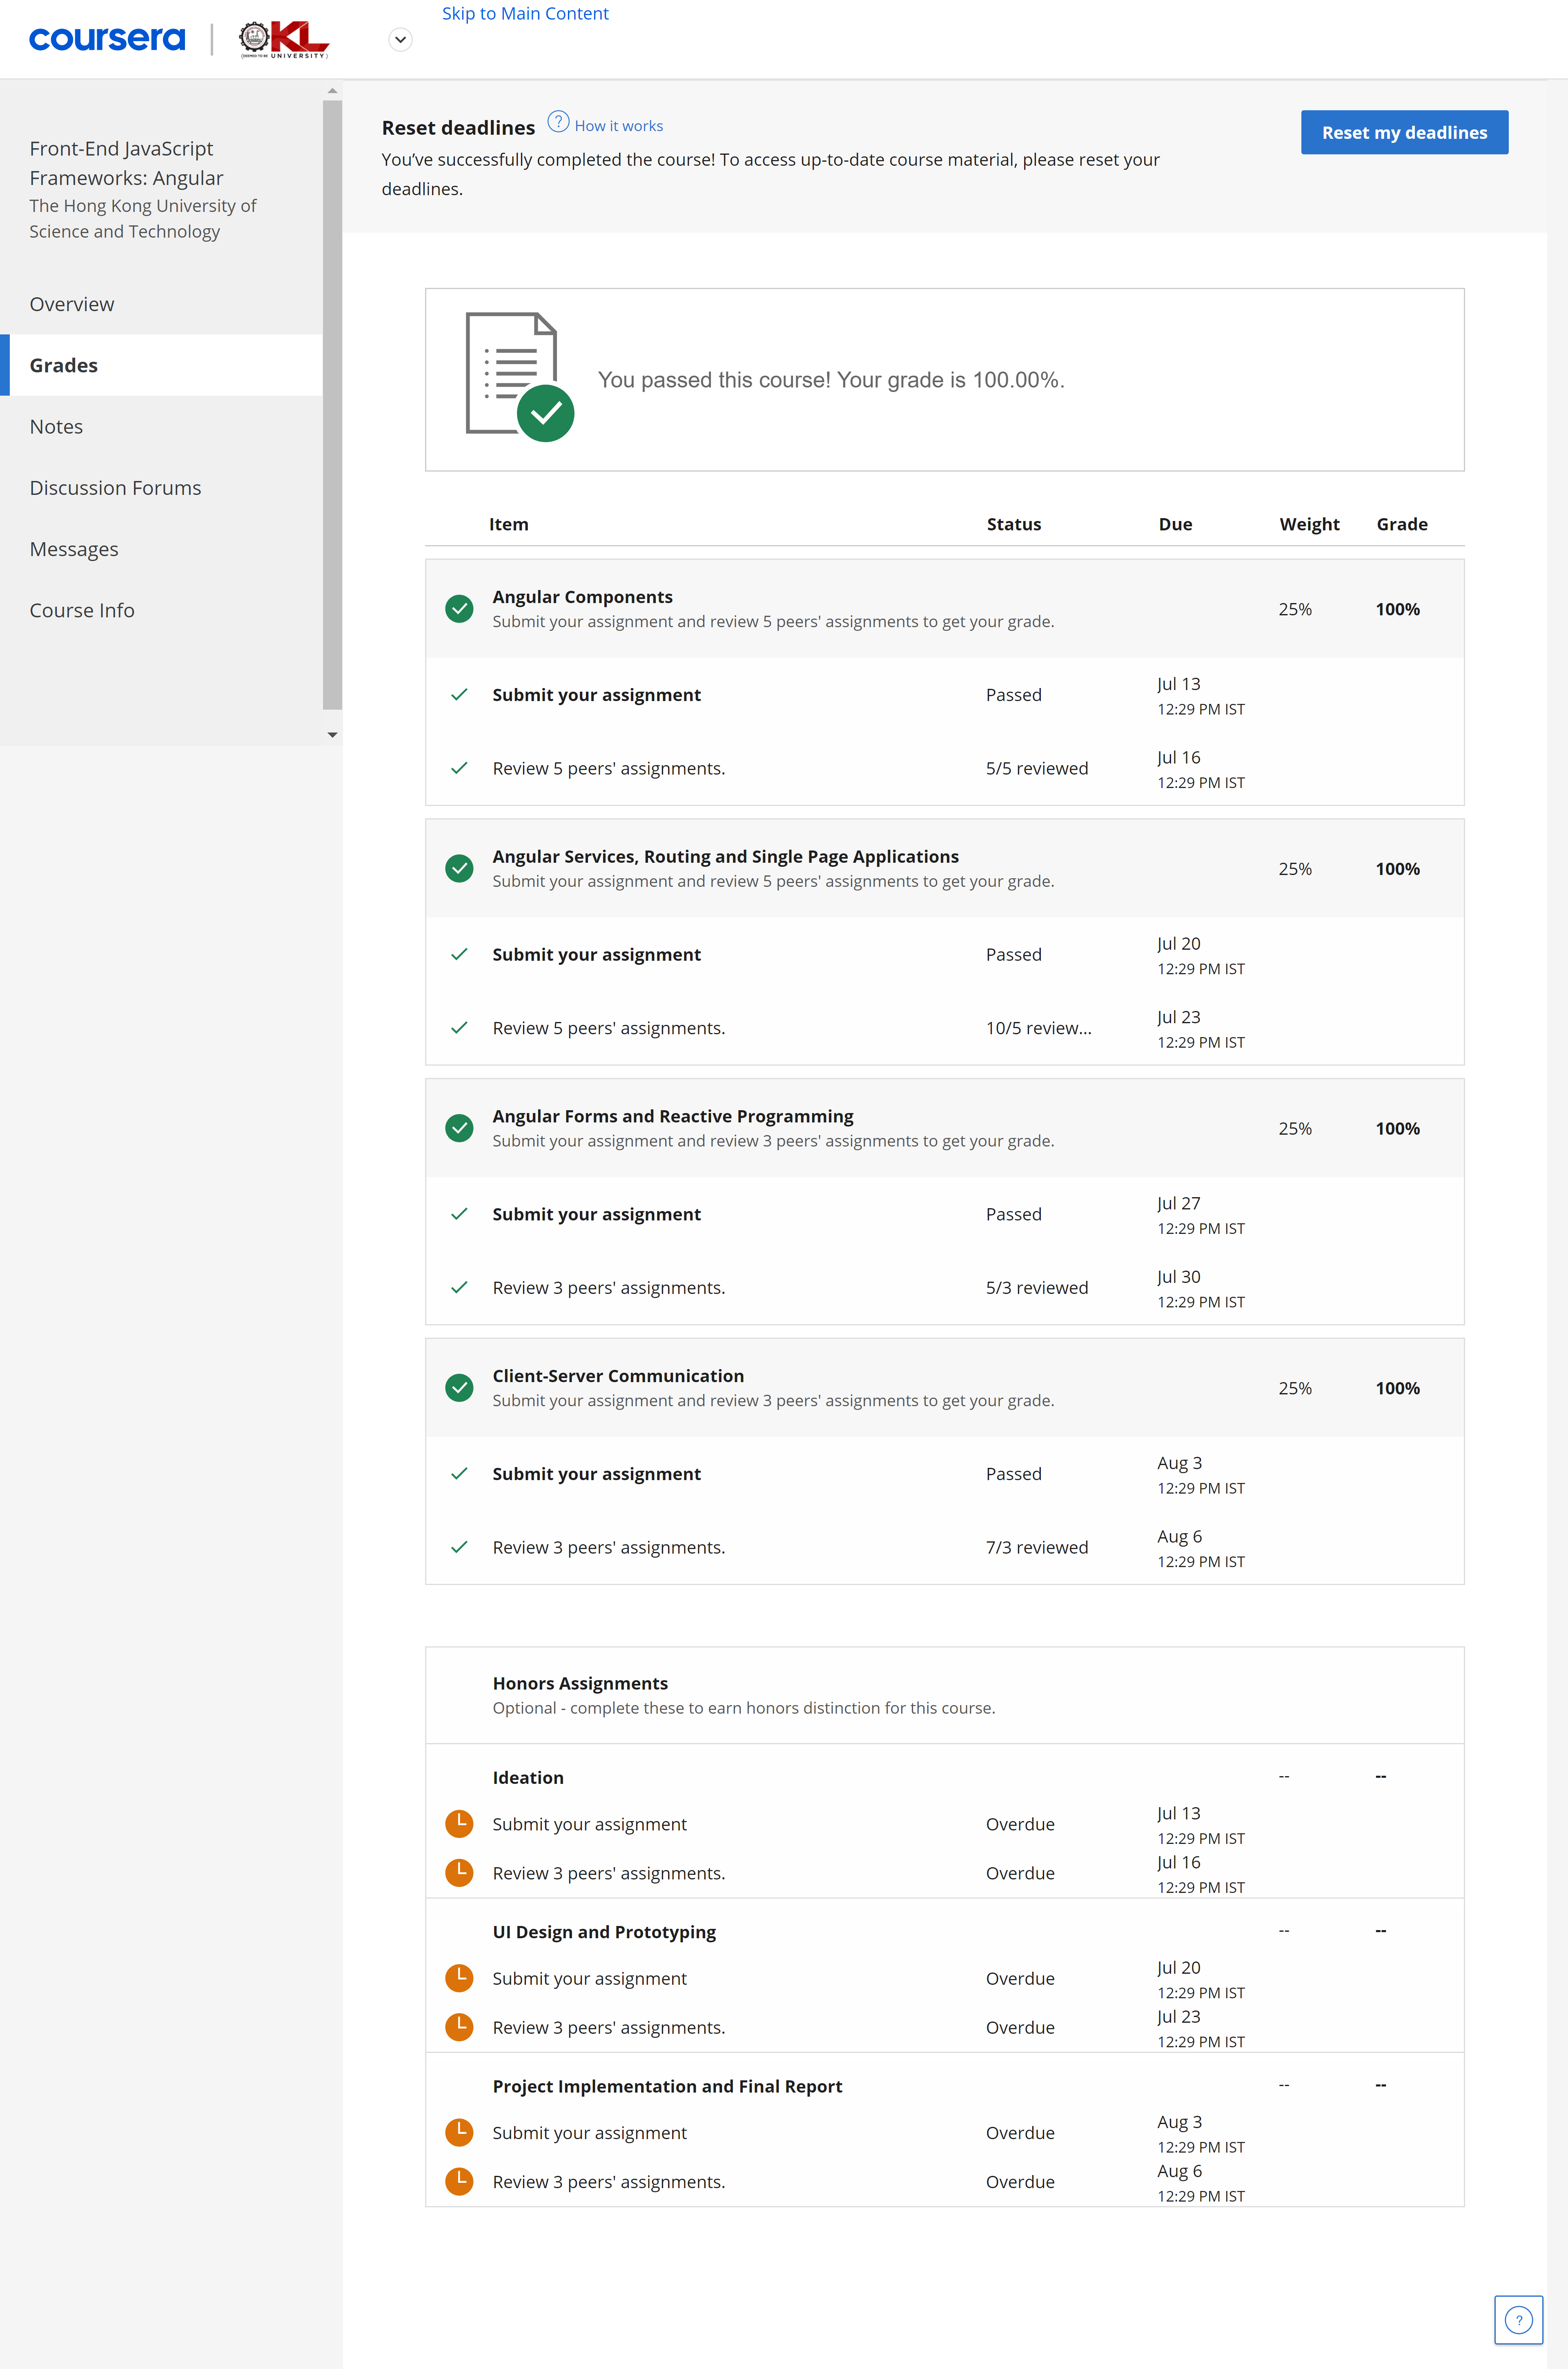 Skip to Main Content
coursera
KL
(DEEMED TO BE UNIVERSITY)
Front-End JavaScript
Frameworks: Angular
The Hong Kong University of
Science and Technology
Overview
Grades
Notes
Discussion Forums
Messages
Course Info
Reset deadlines ? How it works
You’ve successfully completed the course! To access up-to-date course material, please reset your
deadlines.
Reset my deadlines
You passed this course! Your grade is 100.00%.
Item Status Due Weight Grade
Angular Components
Submit your assignment and review 5 peers' assignments to get your grade.
25% 100%
Submit your assignment Passed Jul 13
12:29 PM IST
Review 5 peers' assignments. 5/5 reviewed Jul 16
12:29 PM IST
Angular Services, Routing and Single Page Applications
Submit your assignment and review 5 peers' assignments to get your grade.
25% 100%
Submit your assignment Passed Jul 20
12:29 PM IST
Review 5 peers' assignments. 10/5 review... Jul 23
12:29 PM IST
Angular Forms and Reactive Programming
Submit your assignment and review 3 peers' assignments to get your grade.
25% 100%
Submit your assignment Passed Jul 27
12:29 PM IST
Review 3 peers' assignments. 5/3 reviewed Jul 30
12:29 PM IST
Client-Server Communication
Submit your assignment and review 3 peers' assignments to get your grade.
25% 100%
Submit your assignment Passed Aug 3
12:29 PM IST
Review 3 peers' assignments. 7/3 reviewed Aug 6
12:29 PM IST
Honors Assignments
Optional - complete these to earn honors distinction for this course.
Ideation -- --
Submit your assignment Overdue Jul 13
12:29 PM IST
Review 3 peers' assignments. Overdue Jul 16
12:29 PM IST
UI Design and Prototyping -- --
Submit your assignment Overdue Jul 20
12:29 PM IST
Review 3 peers' assignments. Overdue Jul 23
12:29 PM IST
Project Implementation and Final Report -- --
Submit your assignment Overdue Aug 3
12:29 PM IST
Review 3 peers' assignments. Overdue Aug 6
12:29 PM IST
?